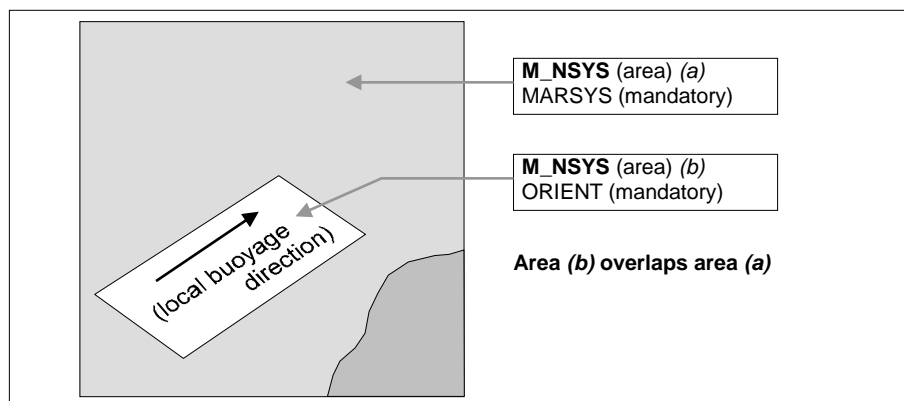 M_NSYS (area) (a)
MARSYS (mandatory)
M_NSYS (area) (b)
ORIENT (mandatory)
(local buoyage
direction)
Area (b) overlaps area (a)